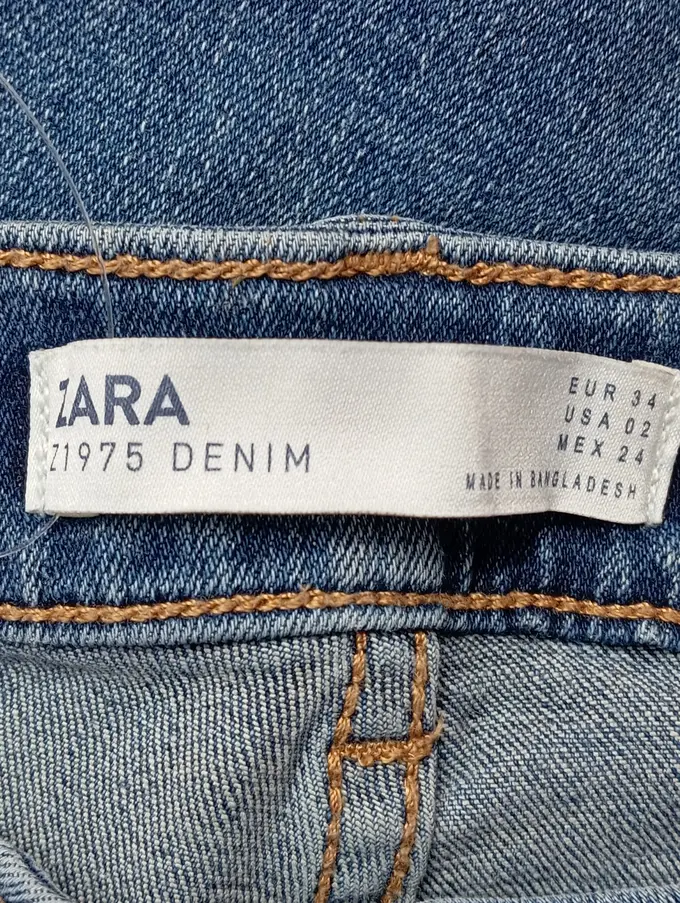 ZARA
Z1975 DENIM
EUR 34
USA 02
MEX 24
MADE IN BANGLADESH